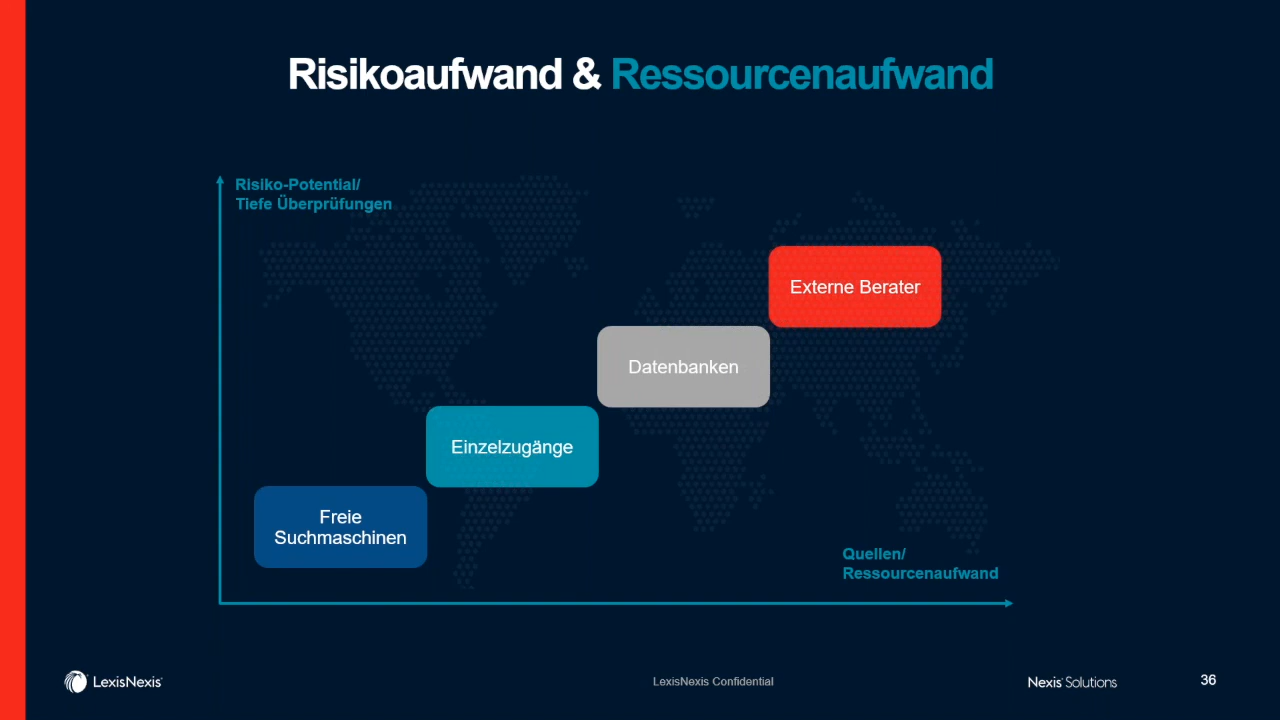 Risikoaufwand & Ressourcenaufwand
Risiko-Potential/
Tiefe Überprüfungen
Externe Berater
Datenbanken
Einzelzugänge
Freie
Suchmaschinen
Quellen/
Ressourcenaufwand
LexisNexis®
LexisNexis Confidential
Nexis® Solutions
36